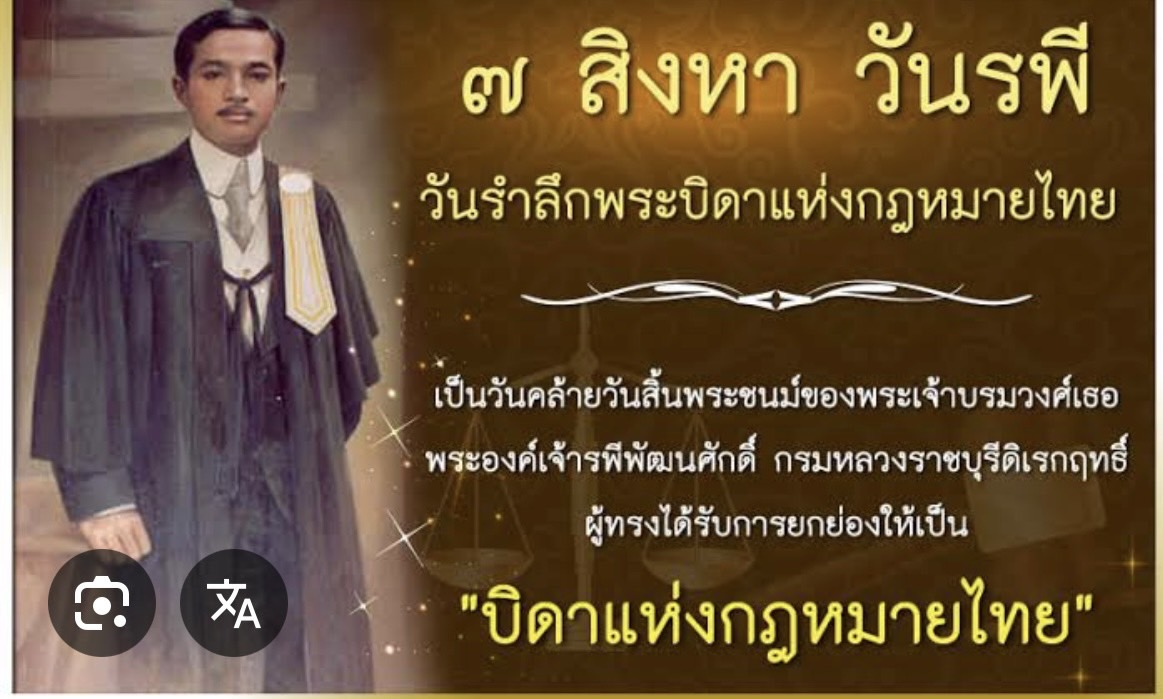 ๗ สิงหา วันรพี
วันรำลึกพระบิดาแห่งกฎหมายไทย
เป็นวันคล้ายวันสิ้นพระชนม์ของพระเจ้าบรมวงศ์เธอ
พระองค์เจ้ารพีพัฒนศักดิ์ กรมหลวงราชบุรีดิเรกฤทธิ์
ผู้ทรงได้รับการยกย่องให้เป็น
"บิดาแห่งกฎหมายไทย"